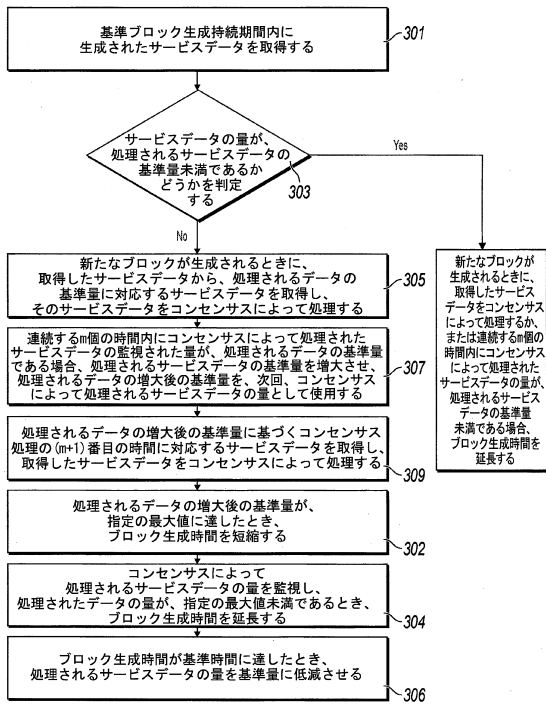 基準ブロック生成持続期間内に
生成されたサービスデータを取得する
301
サービスデータの量が、
処理されるサービスデータの
基準量未満であるか
どうかを判定
する
303
Yes
No
新たなブロックが生成されるときに、
取得したサービスデータから、処理されるデータの
基準量に対応するサービスデータを取得し、
そのサービスデータをコンセンサスによって処理する
305
新たなブロックが
生成されるときに、
取得したサービス
データをコンセンサス
によって処理するか、
または連続するm個の
時間内にコンセンサス
によって処理された
サービスデータの量が、
処理されるサービス
データの基準量
未満である場合、
ブロック生成時間を
延長する
連続するm個の時間内にコンセンサスによって処理された
サービスデータの監視された量が、処理されるデータの基準量
である場合、処理されるサービスデータの基準量を増大させ、
処理されるデータの増大後の基準量を、次回、コンセンサス
によって処理されるサービスデータの量として使用する
307
処理されるデータの増大後の基準量に基づくコンセンサス
処理の(m+1)番目の時間に対応するサービスデータを取得し、
取得したサービスデータをコンセンサスによって処理する
309
処理されるデータの増大後の基準量が、
指定の最大値に達したとき、
ブロック生成時間を短縮する
302
コンセンサスによって
処理されるサービスデータの量を監視し、
処理されたデータの量が、指定の最大値未満であるとき、
ブロック生成時間を延長する
304
ブロック生成時間が基準時間に達したとき、
処理されるサービスデータの量を基準量に低減させる
306